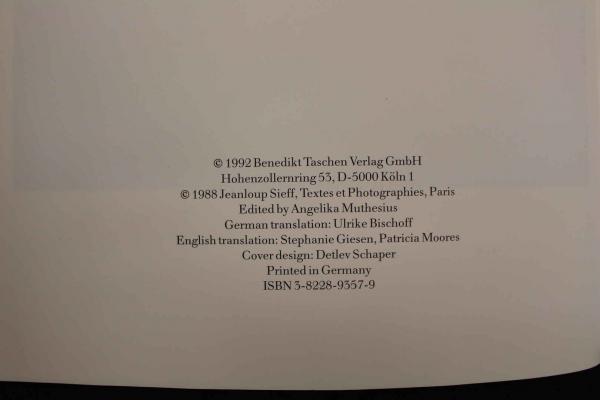 © 1992 Benedikt Taschen Verlag GmbH
Hohenzollernring 53, D-5000 Köln 1
© 1988 Jeanloup Sieff, Textes et Photographies, Paris
Edited by Angelika Muthesius
German translation: Ulrike Bischoff
English translation: Stephanie Giesen, Patricia Moores
Cover design: Detlev Schaper
Printed in Germany
ISBN 3-8228-9357-9